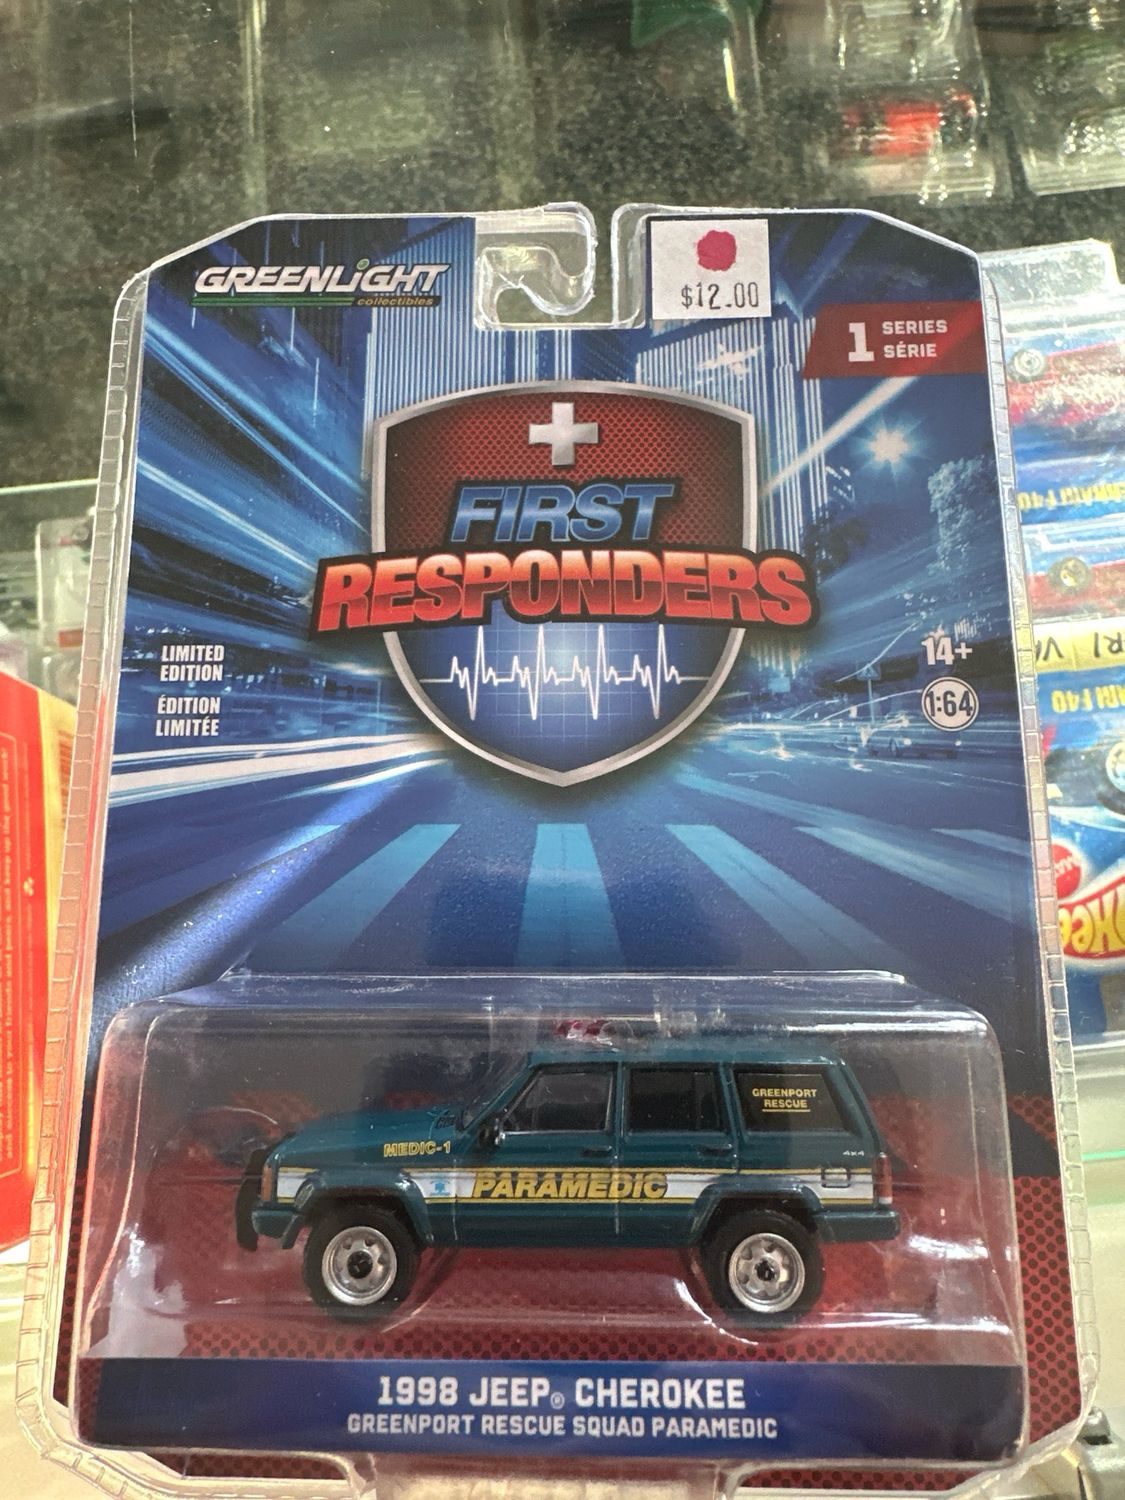 GREENLiGHT
collectibles
$12.00
1 SERIES
SÉRIE
FIRST
RESPONDERS
LIMITED
EDITION
ÉDITION
LIMITÉE
14+
1:64
GREENPORT
RESCUE
MEDIC-1
4x4
PARAMEDIC
1998 JEEP® CHEROKEE
GREENPORT RESCUE SQUAD PARAMEDIC